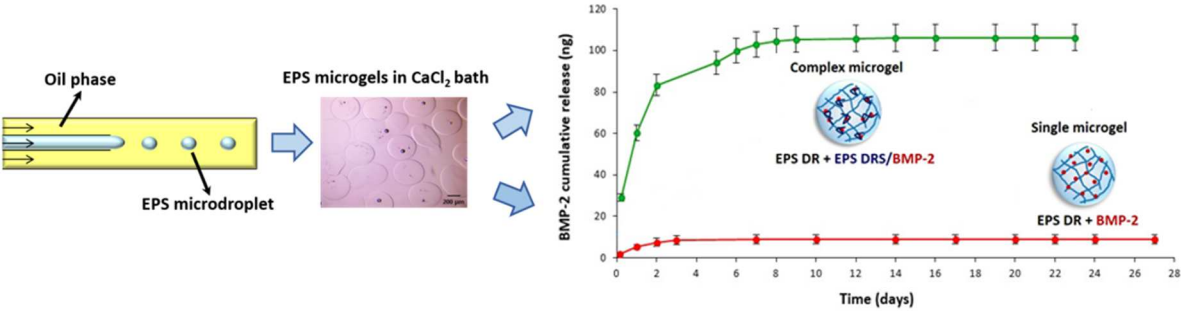 Oil phase
EPS microdroplet
EPS microgels in CaCl₂ bath
200 µm
BMP-2 cumulative release (ng)
120
100
80
60
40
20
0
0 2 4 6 8 10 12 14 16 18 20 22 24 26 28
Time (days)
Complex microgel
EPS DR + EPS DRS/BMP-2
Single microgel
EPS DR + BMP-2